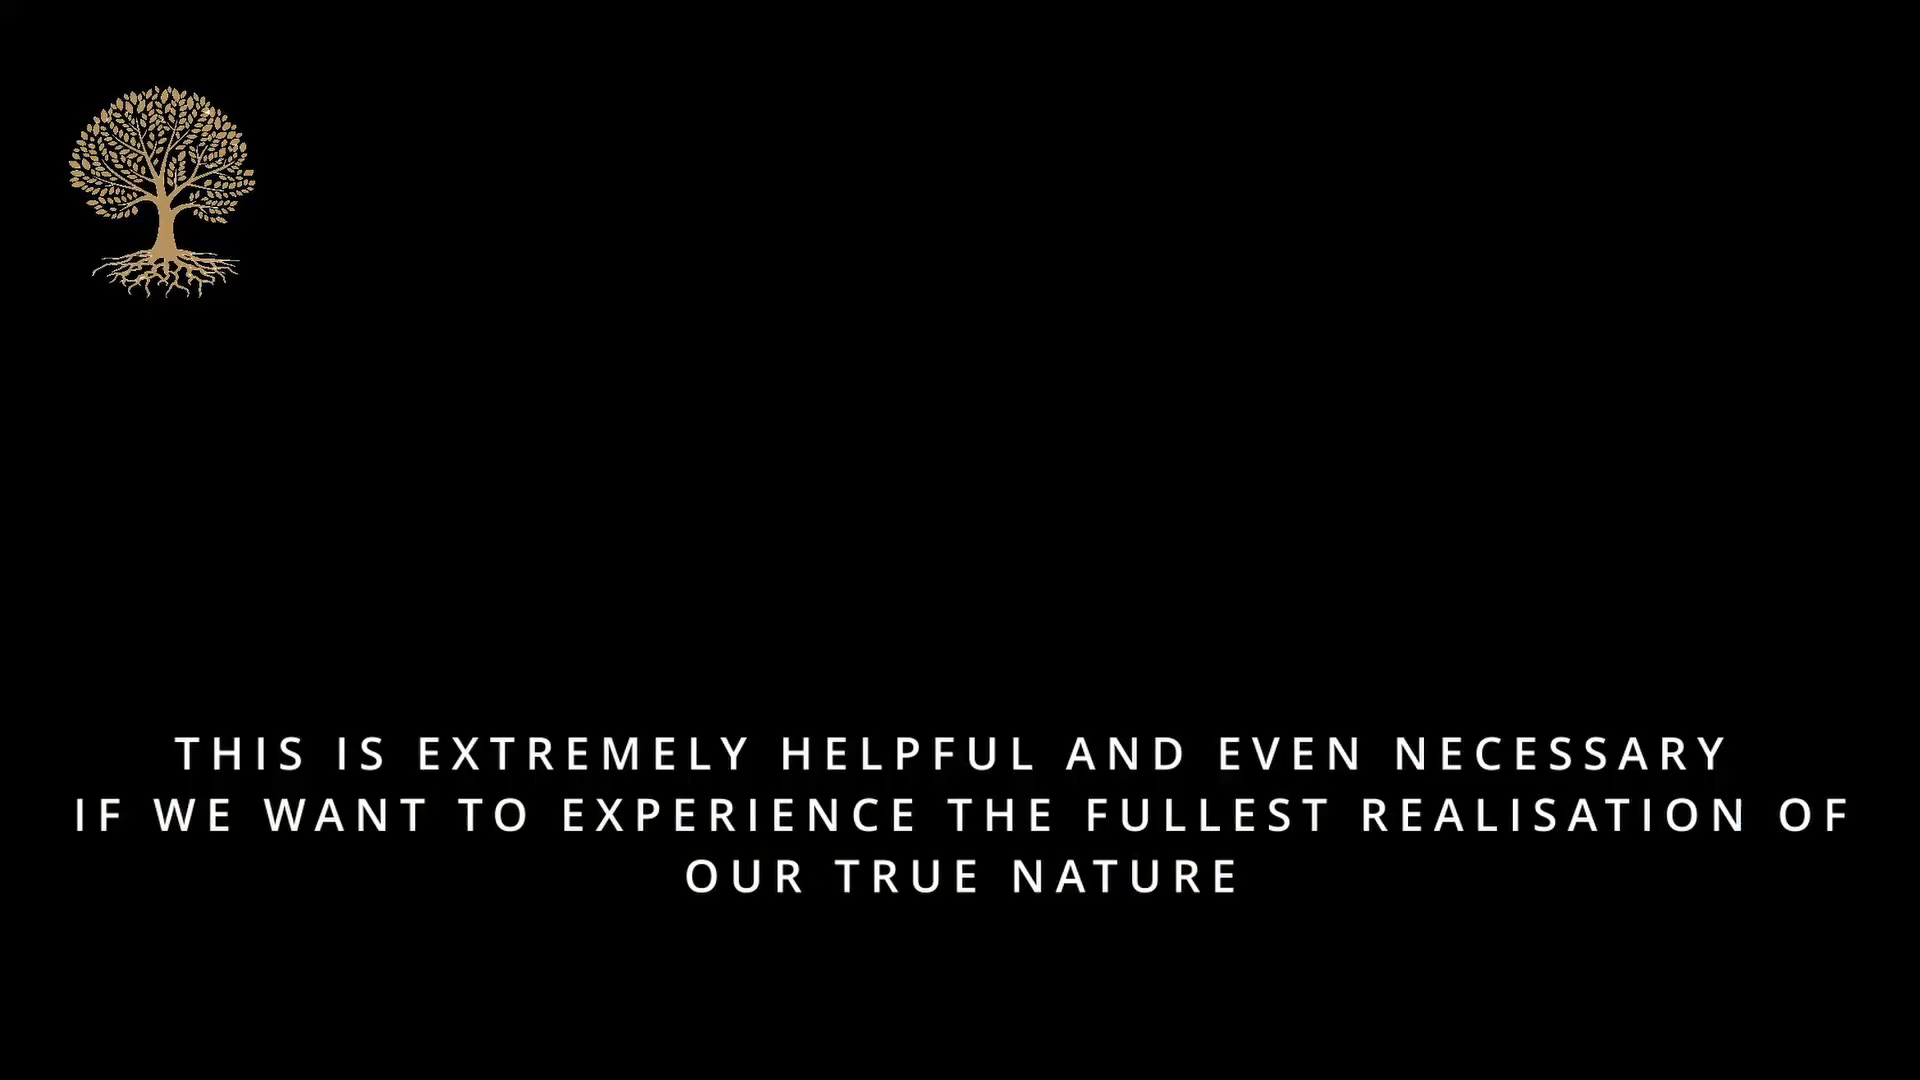 THIS IS EXTREMELY HELPFUL AND EVEN NECESSARY
IF WE WANT TO EXPERIENCE THE FULLEST REALISATION OF
OUR TRUE NATURE